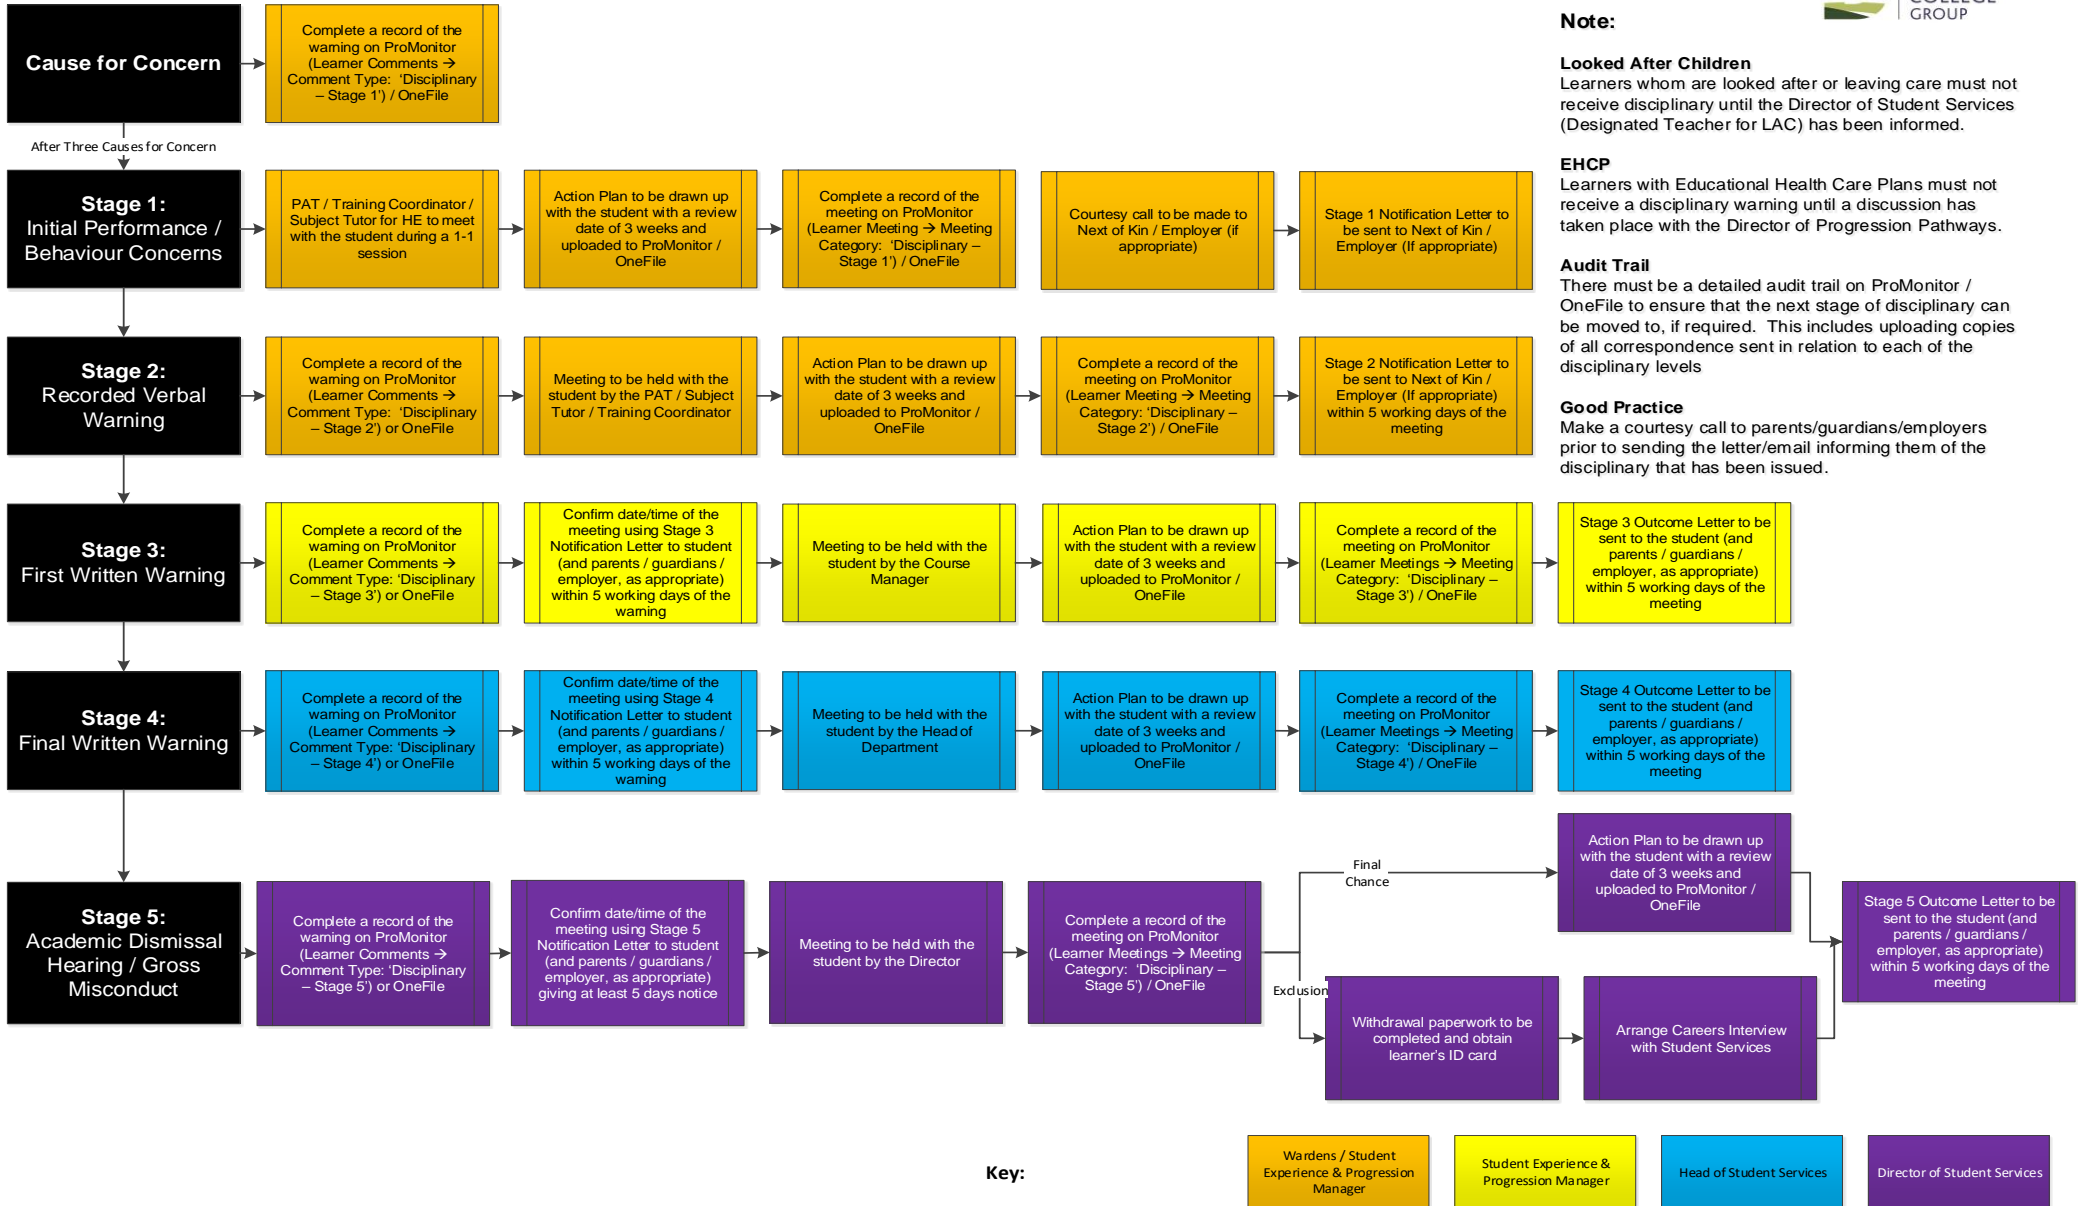 Cause for Concern
Complete a record of the
warning on ProMonitor
(Learner Comments →
Comment Type:  ‘Disciplinary
– Stage 1’) / OneFile
After Three Causes for Concern
Stage 1:
Initial Performance /
Behaviour Concerns
PAT / Training Coordinator /
Subject Tutor for HE to meet
with the student during a 1-1
session
Action Plan to be drawn up
with the student with a review
date of 3 weeks and
uploaded to ProMonitor /
OneFile
Complete a record of the
meeting on ProMonitor
(Learner Meeting → Meeting
Category:  ‘Disciplinary –
Stage 1’) / OneFile
Courtesy call to be made to
Next of Kin / Employer (if
appropriate)
Stage 1 Notification Letter to
be sent to Next of Kin /
Employer (If appropriate)
Stage 2:
Recorded Verbal
Warning
Complete a record of the
warning on ProMonitor
(Learner Comments →
Comment Type:  ‘Disciplinary
– Stage 2’) or OneFile
Meeting to be held with the
student by the PAT / Subject
Tutor / Training Coordinator
Action Plan to be drawn up
with the student with a review
date of 3 weeks and
uploaded to ProMonitor /
OneFile
Complete a record of the
meeting on ProMonitor
(Learner Meeting → Meeting
Category: ‘Disciplinary –
Stage 2’) / OneFile
Stage 2 Notification Letter to
be sent to Next of Kin /
Employer (If appropriate)
within 5 working days of the
meeting
Stage 3:
First Written Warning
Complete a record of the
warning on ProMonitor
(Learner Comments →
Comment Type: ‘Disciplinary
– Stage 3’) or OneFile
Confirm date/time of the
meeting using Stage 3
Notification Letter to student
(and parents / guardians /
employer, as appropriate)
within 5 working days of the
warning
Meeting to be held with the
student by the Course
Manager
Action Plan to be drawn up
with the student with a review
date of 3 weeks and
uploaded to ProMonitor /
OneFile
Complete a record of the
meeting on ProMonitor
(Learner Meetings → Meeting
Category:  ‘Disciplinary –
Stage 3’) / OneFile
Stage 3 Outcome Letter to be
sent to the student (and
parents / guardians /
employer, as appropriate)
within 5 working days of the
meeting
Stage 4:
Final Written Warning
Complete a record of the
warning on ProMonitor
(Learner Comments →
Comment Type: ‘Disciplinary
– Stage 4’) or OneFile
Confirm date/time of the
meeting using Stage 4
Notification Letter to student
(and parents / guardians /
employer, as appropriate)
within 5 working days of the
warning
Meeting to be held with the
student by the Head of
Department
Action Plan to be drawn up
with the student with a review
date of 3 weeks and
uploaded to ProMonitor /
OneFile
Complete a record of the
meeting on ProMonitor
(Learner Meetings → Meeting
Category:  ‘Disciplinary –
Stage 4’) / OneFile
Stage 4 Outcome Letter to be
sent to the student (and
parents / guardians /
employer, as appropriate)
within 5 working days of the
meeting
Stage 5:
Academic Dismissal
Hearing / Gross
Misconduct
Complete a record of the
warning on ProMonitor
(Learner Comments →
Comment Type: ‘Disciplinary
– Stage 5’) or OneFile
Confirm date/time of the
meeting using Stage 5
Notification Letter to student
(and parents / guardians /
employer, as appropriate)
giving at least 5 days notice
Meeting to be held with the
student by the Director
Complete a record of the
meeting on ProMonitor
(Learner Meetings → Meeting
Category:  ‘Disciplinary –
Stage 5’) / OneFile
Final
Chance
Action Plan to be drawn up
with the student with a review
date of 3 weeks and
uploaded to ProMonitor /
OneFile
Exclusion
Withdrawal paperwork to be
completed and obtain
learner’s ID card
Arrange Careers Interview
with Student Services
Stage 5 Outcome Letter to be
sent to the student (and
parents / guardians /
employer, as appropriate)
within 5 working days of the
meeting
COLLEGE
GROUP
Note:
Looked After Children
Learners whom are looked after or leaving care must not
receive disciplinary until the Director of Student Services
(Designated Teacher for LAC) has been informed.
EHCP
Learners with Educational Health Care Plans must not
receive a disciplinary warning until a discussion has
taken place with the Director of Progression Pathways.
Audit Trail
There must be a detailed audit trail on ProMonitor /
OneFile to ensure that the next stage of disciplinary can
be moved to, if required.  This includes uploading copies
of all correspondence sent in relation to each of the
disciplinary levels
Good Practice
Make a courtesy call to parents/guardians/employers
prior to sending the letter/email informing them of the
disciplinary that has been issued.
Key:
Wardens / Student
Experience & Progression
Manager
Student Experience &
Progression Manager
Head of Student Services
Director of Student Services